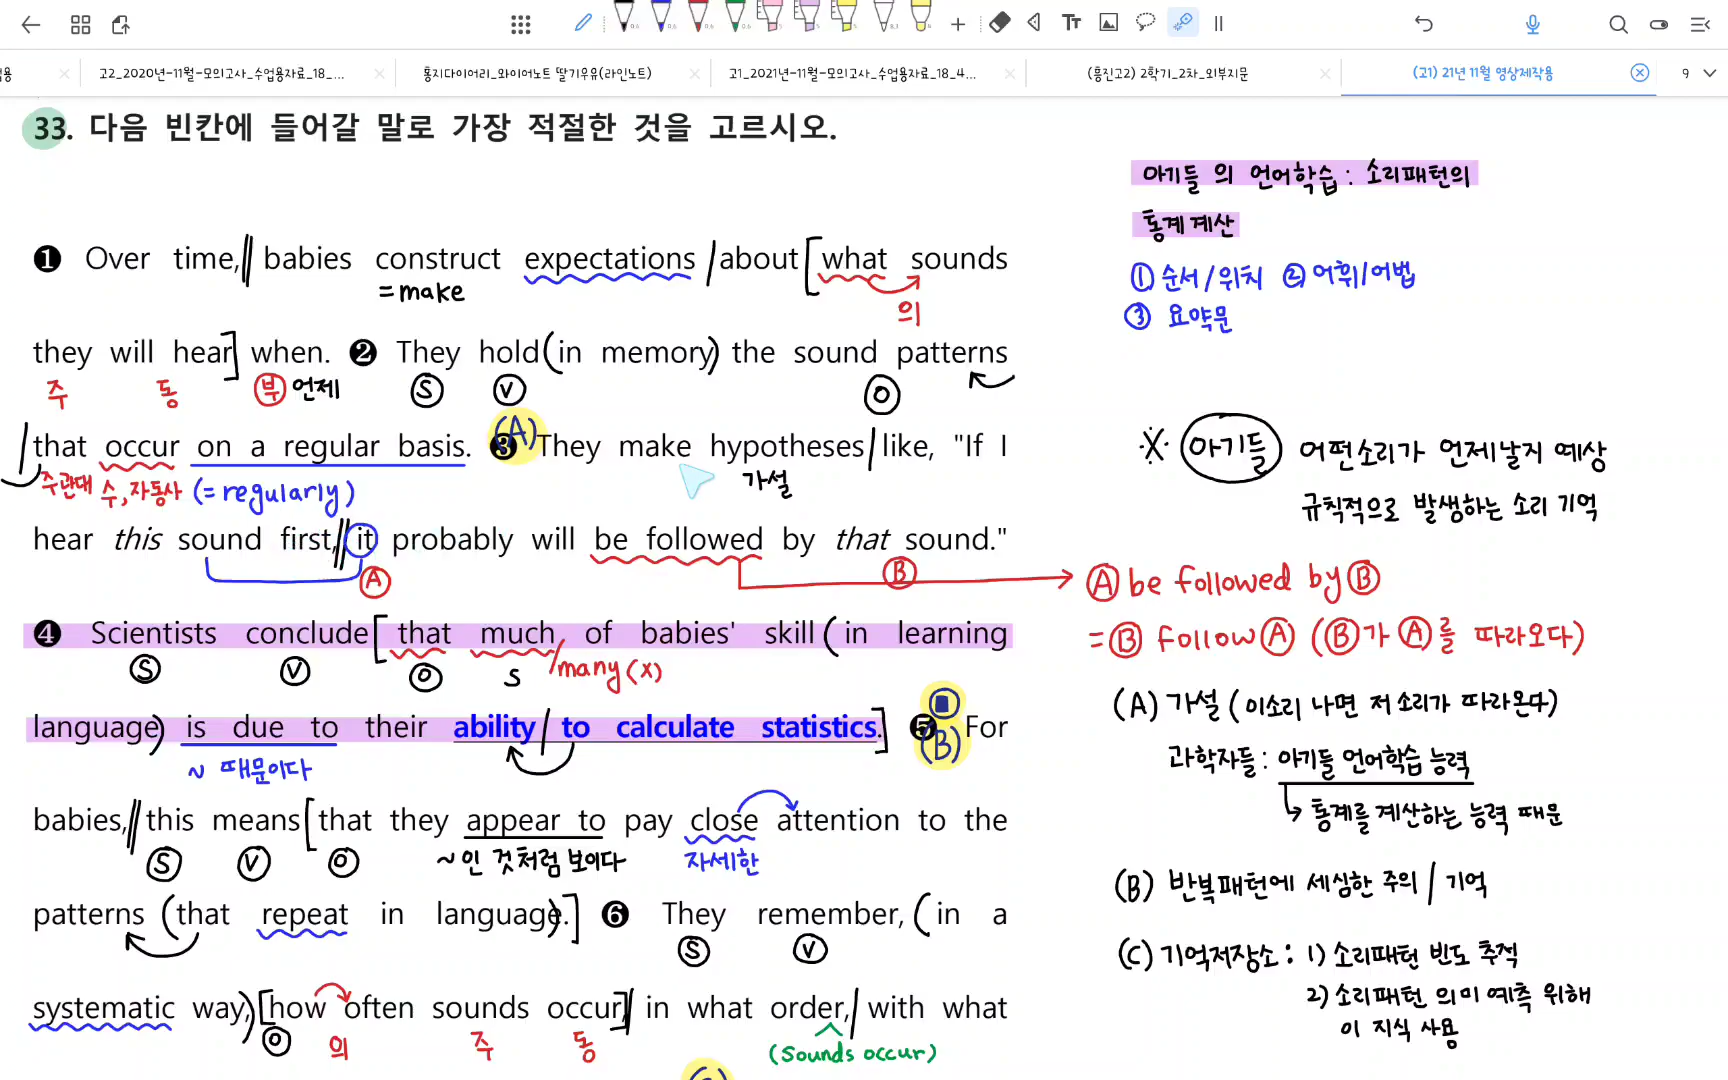 고2_2020년-11월-모의고사_수업용자료_18_...
홍지다이어리_와이어노트 딸기우유(라인노트)
고1_2021년-11월-모의고사_수업용자료_18_4...
(흥진고2) 2학기_2차_외부지문
(고1) 21년 11월 영상제작용
9
33. 다음 빈칸에 들어갈 말로 가장 적절한 것을 고르시오.
아기들 의 언어학습 : 소리패턴의
통계 계산
① 순서/위치 ② 어휘/어법
③ 요약문
❶ Over time, babies construct expectations about [what sounds
=make
의
they will hear] when. ❷ They hold (in memory) the sound patterns
주 동 부 언제 S V O
that occur on a regular basis. ❸ They make hypotheses like, "If I
(A)
주관대 수, 자동사 (= regularly) 가설
※ 아기들 어떤소리가 언제날지 예상
규칙적으로 발생하는 소리 기억
hear this sound first, it probably will be followed by that sound."
A B
Ⓐ be followed by Ⓑ
= Ⓑ follow Ⓐ (Ⓑ가 Ⓐ를 따라오다)
❹ Scientists conclude [that much of babies' skill (in learning
S V O S /many(x)
language) is due to their ability to calculate statistics.] ❺ For
(B)
~ 때문이다
(A) 가설 (이소리 나면 저 소리가 따라온다)
과학자들 : 아기들 언어학습 능력
↳ 통계를 계산하는 능력 때문
babies, this means [that they appear to pay close attention to the
S V O ~인 것처럼 보이다 자세한
patterns (that repeat in language).] ❻ They remember, (in a
S V
(B) 반복패턴에 세심한 주의 / 기억
(C) 기억저장소 : 1) 소리패턴 빈도 추적
2) 소리패턴 의미 예측 위해
이 지식 사용
systematic way,) [how often sounds occur,] in what order, with what
O 의 주 동 (Sounds occur)